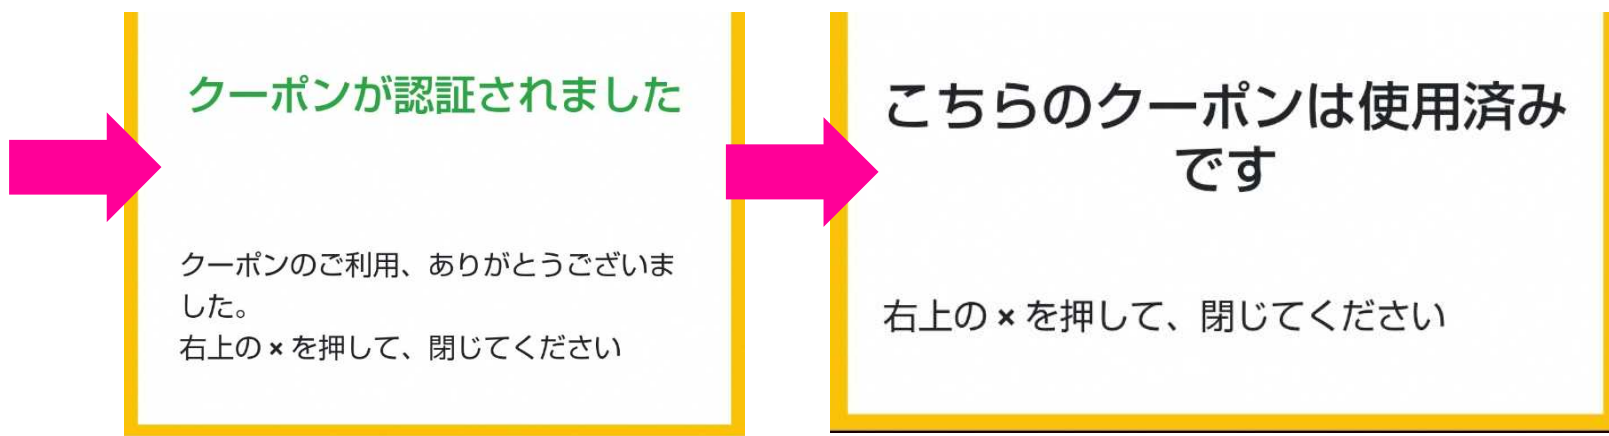 クーポンが認証されました
クーポンのご利用、ありがとうございま
した。
右上の × を押して、閉じてください
こちらのクーポンは使用済み
です
右上の × を押して、閉じてください